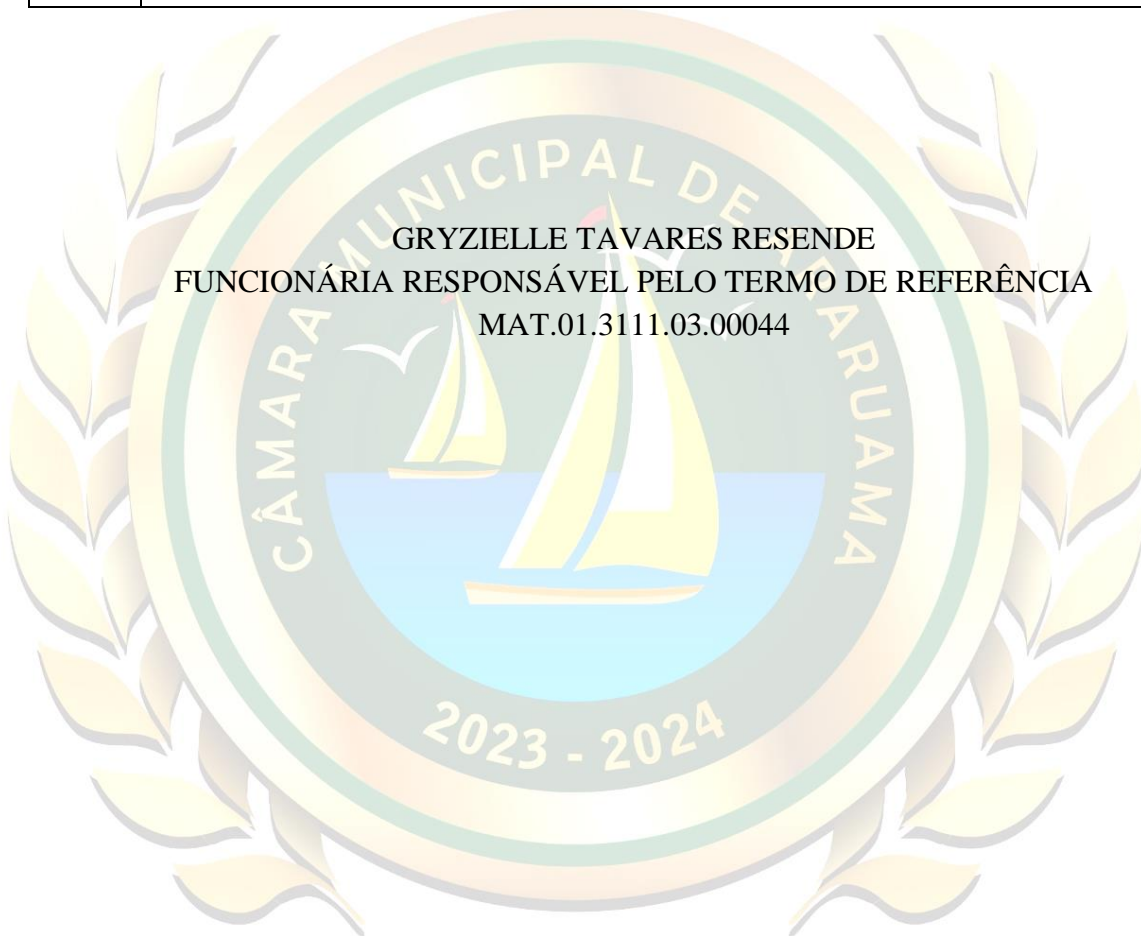 GRYZIELLE TAVARES RESENDE
FUNCIONÁRIA RESPONSÁVEL PELO TERMO DE REFERÊNCIA
MAT.01.3111.03.00044
CÂMARA MUNICIPAL DE ARARUAMA
2023 - 2024